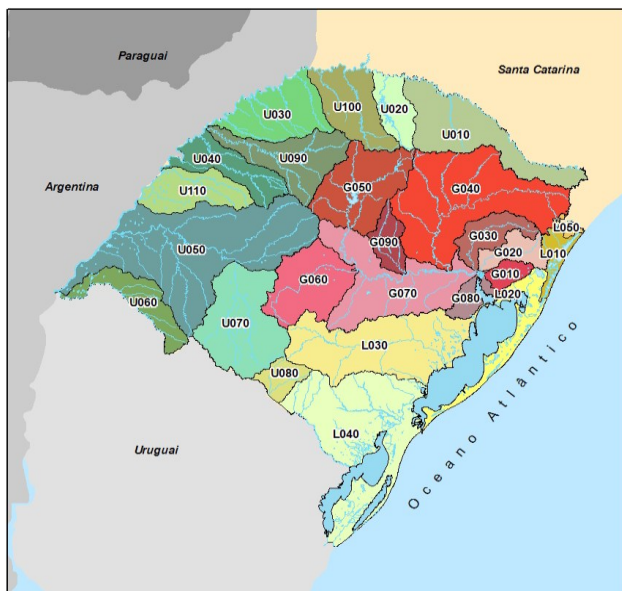 Paraguai
Santa Catarina
U100
U020
U030
U010
U040
U090
Argentina
U110
G050
G040
L050
G030
U050
G090
G020
L010
G060
G010
U060
G070
G080
L020
U070
L030
U080
L040
Uruguai
Oceano Atlântico